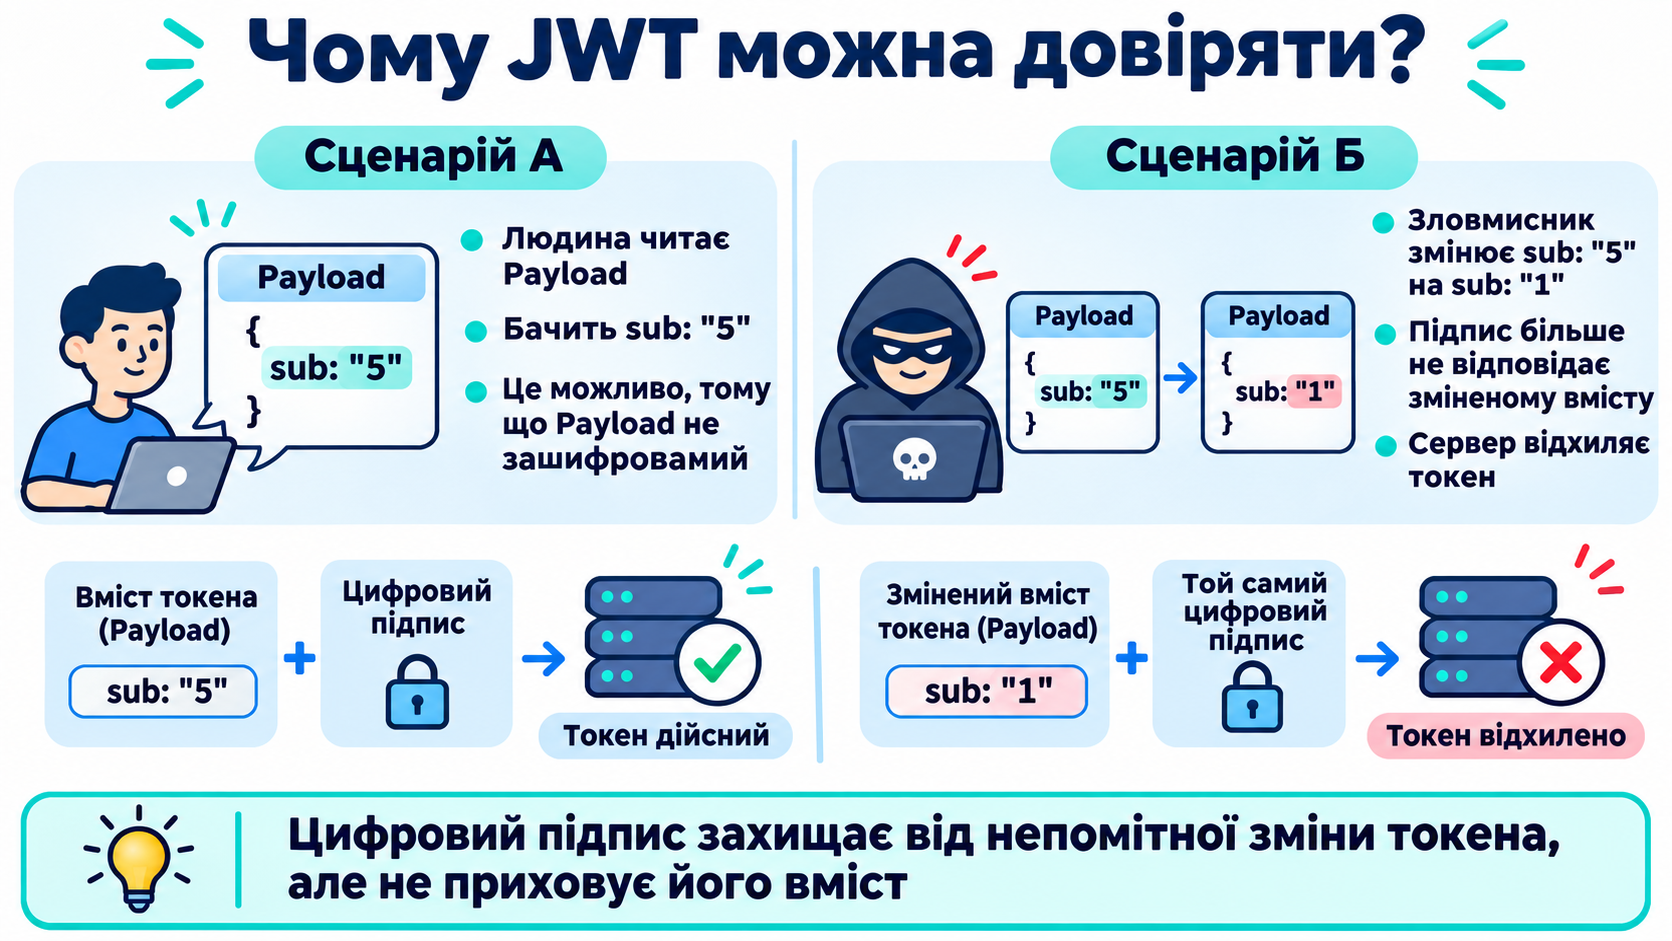 Чому JWT можна довіряти?
Сценарій А
Payload
{
sub: "5"
}
Людина читає
Payload
Бачить sub: "5"
Це можливо, тому
що Payload не
зашифровамий
Сценарій Б
Payload
{
sub: "5"
}
Payload
{
sub: "1"
}
Зловмисник
змінює sub: "5"
на sub: "1"
Підпис більше
не відповідає
зміненому вмісту
Сервер відхиляє
токен
Вміст токена
(Payload)
sub: "5"
+
Цифровий
підпис
Токен дійсний
Змінений вміст
токена (Payload)
sub: "1"
+
Той самий
цифровий
підпис
Токен відхилено
Цифровий підпис захищає від непомітної зміни токена,
але не приховує його вміст